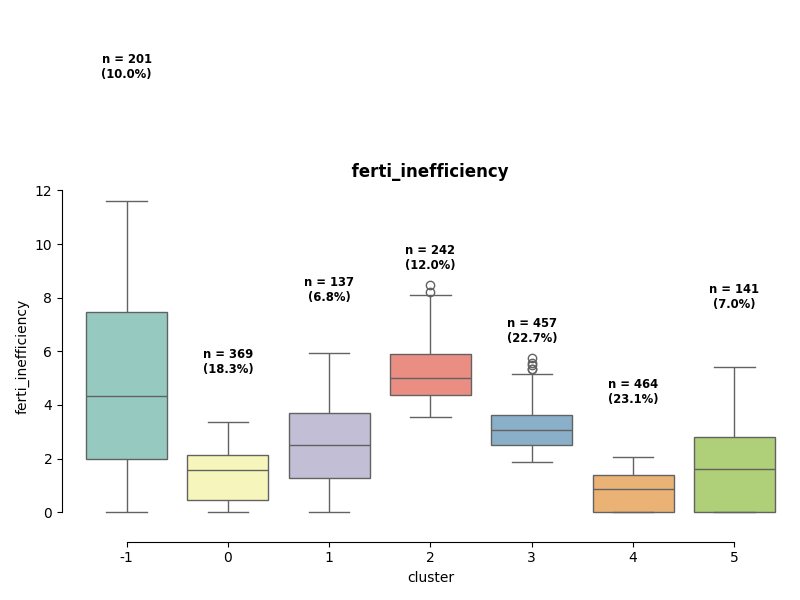 n = 201
(10.0%)
ferti_inefficiency
12
10
8
6
4
2
0
ferti_inefficiency
n = 369
(18.3%)
n = 137
(6.8%)
n = 242
(12.0%)
n = 457
(22.7%)
n = 464
(23.1%)
n = 141
(7.0%)
-1
0
1
2
3
4
5
cluster